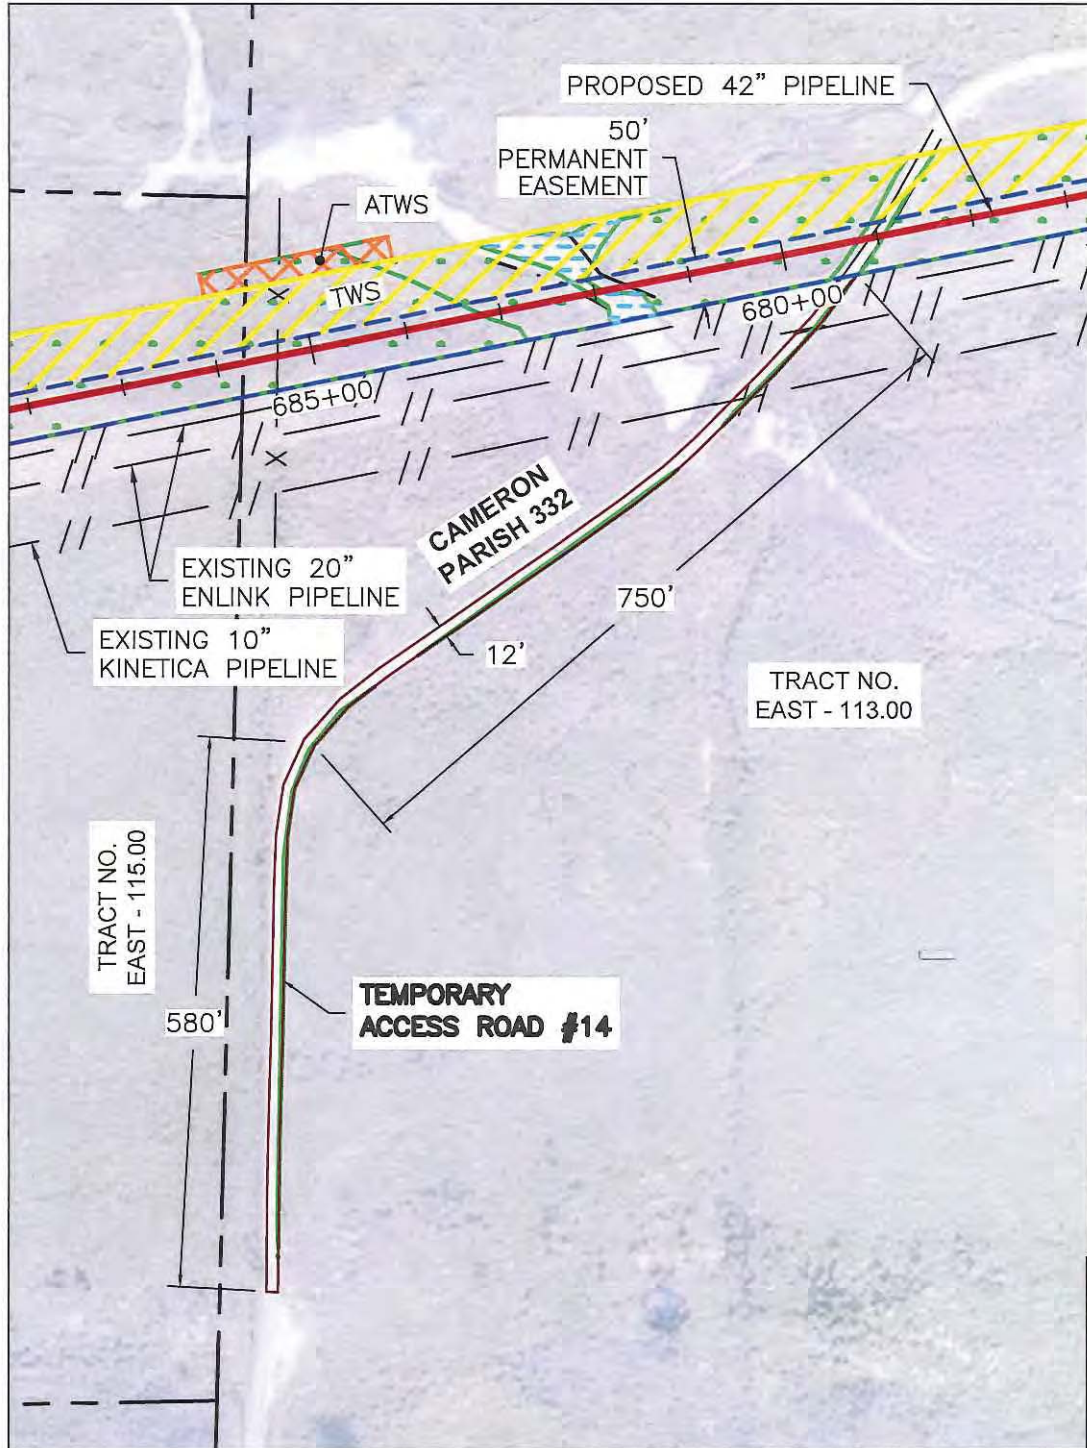 PROPOSED 42” PIPELINE
50’
PERMANENT
EASEMENT
ATWS
TWS
680+00
685+00
CAMERON
PARISH 332
EXISTING 20”
ENLINK PIPELINE
750’
EXISTING 10”
KINETICA PIPELINE
12’
TRACT NO.
EAST - 113.00
TRACT NO.
EAST - 115.00
TEMPORARY
ACCESS ROAD #14
580’